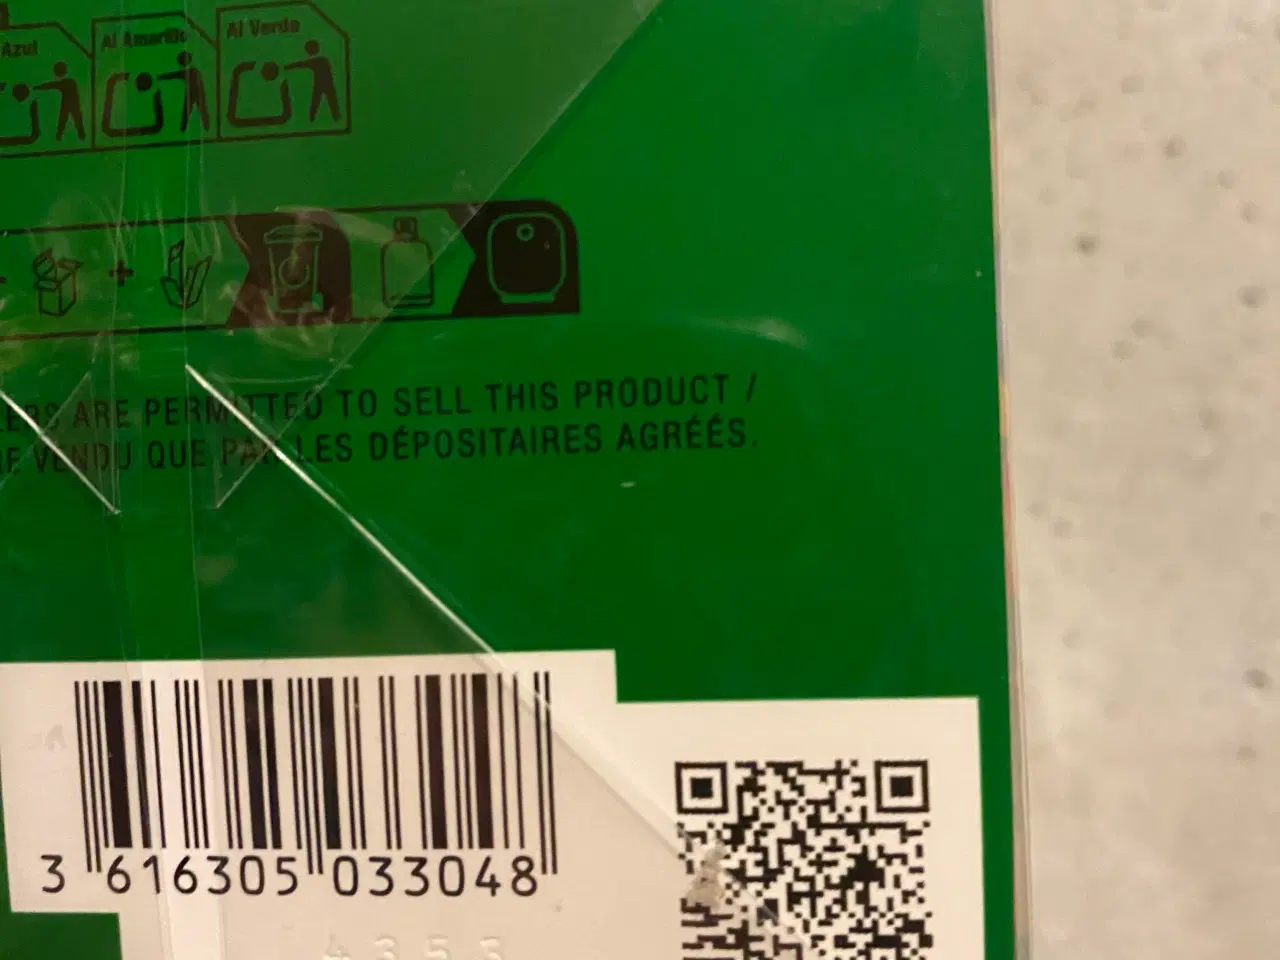 Azul
Al Amarillo
Al Verde
ARE PERMITTED TO SELL THIS PRODUCT /
VENDU QUE PAR LES DÉPOSITAIRES AGRÉÉS.
3 616305 033048
4353